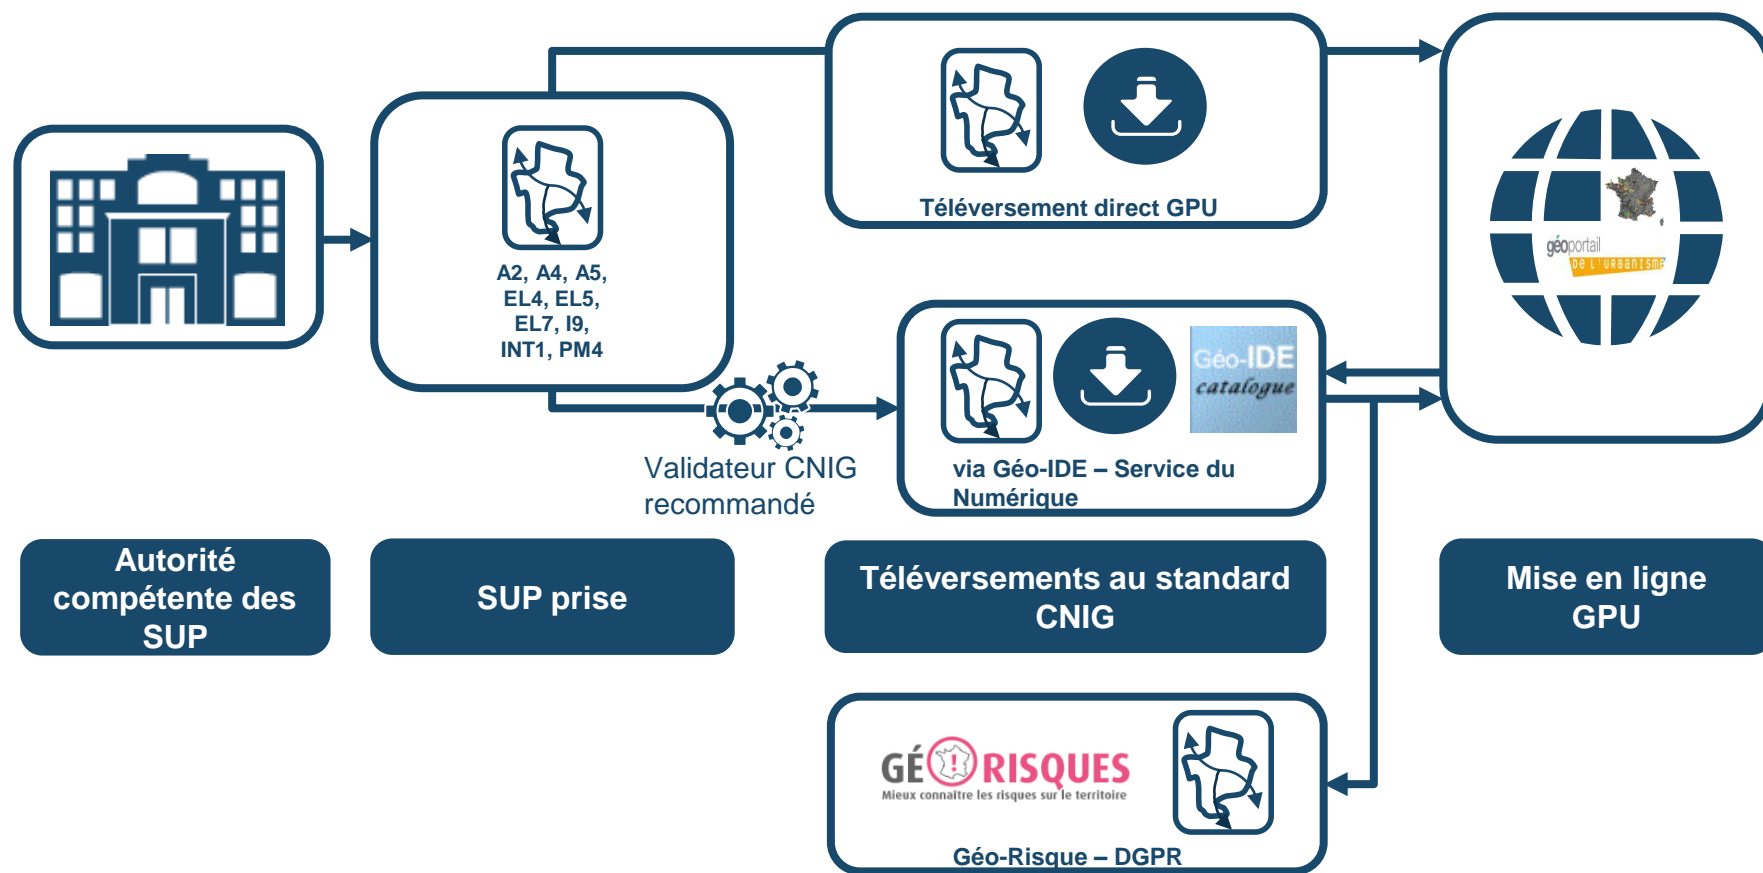 Téléversement direct GPU
A2, A4, A5,
EL4, EL5,
EL7, I9,
INT1, PM4
géoportail
DE L'URBANISME
Géo-IDE
catalogue
via Géo-IDE – Service du
Numérique
Validateur CNIG
recommandé
Autorité
compétente des
SUP
SUP prise
Téléversements au standard
CNIG
Mise en ligne
GPU
GÉORISQUES
Mieux connaître les risques sur le territoire
Géo-Risque – DGPR